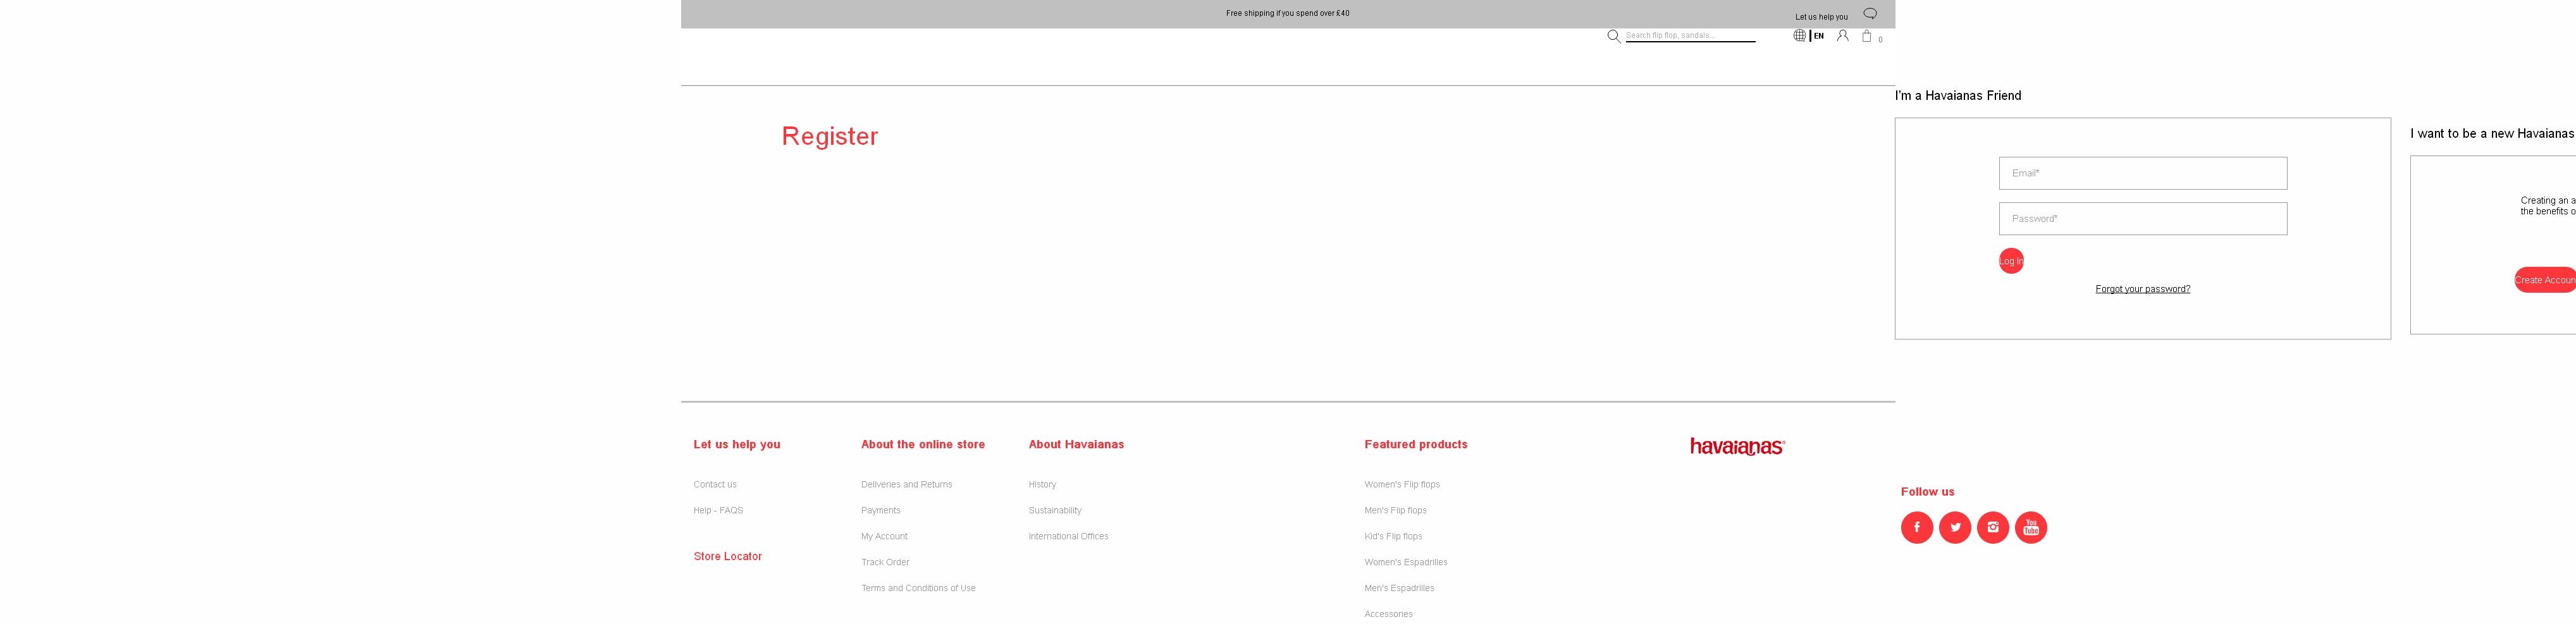 Free shipping if you spend over £40
Let us help you
Search flip flop, sandals...
EN
0
Register
I'm a Havaianas Friend
Email*
Password*
Log In
Forgot your password?
I want to be a new Havaianas
Creating an a
the benefits o
Create Accoun
Let us help you
Contact us
Help - FAQS
Store Locator
About the online store
Deliveries and Returns
Payments
My Account
Track Order
Terms and Conditions of Use
About Havaianas
History
Sustainability
International Offices
Featured products
Women's Flip flops
Men's Flip flops
Kid's Flip flops
Women's Espadrilles
Men's Espadrilles
Accessories
havaianas®
Follow us
You
Tube